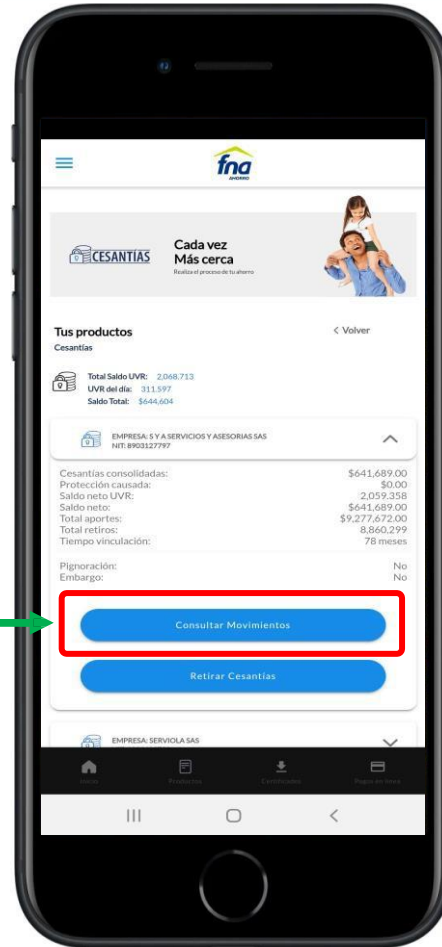 fna
AHORRO
CESANTÍAS
Cada vez
Más cerca
Realiza el proceso de tu ahorro
Tus productos
< Volver
Cesantías
Total Saldo UVR: 2,068.713
UVR del día: 311.597
Saldo Total: $644,604
EMPRESA: S Y A SERVICIOS Y ASESORIAS SAS
NIT: 8903127797
Cesantías consolidadas: $641,689.00
Protección causada: $0.00
Saldo neto UVR: 2,059.358
Saldo neto: $641,689.00
Total aportes: $9,277,672.00
Total retiros: 8,860,299
Tiempo vinculación: 78 meses
Pignoración: No
Embargo: No
Consultar Movimientos
Retirar Cesantías
EMPRESA: SERVIOLA SAS
Inicio Productos Certificados Pagos en línea